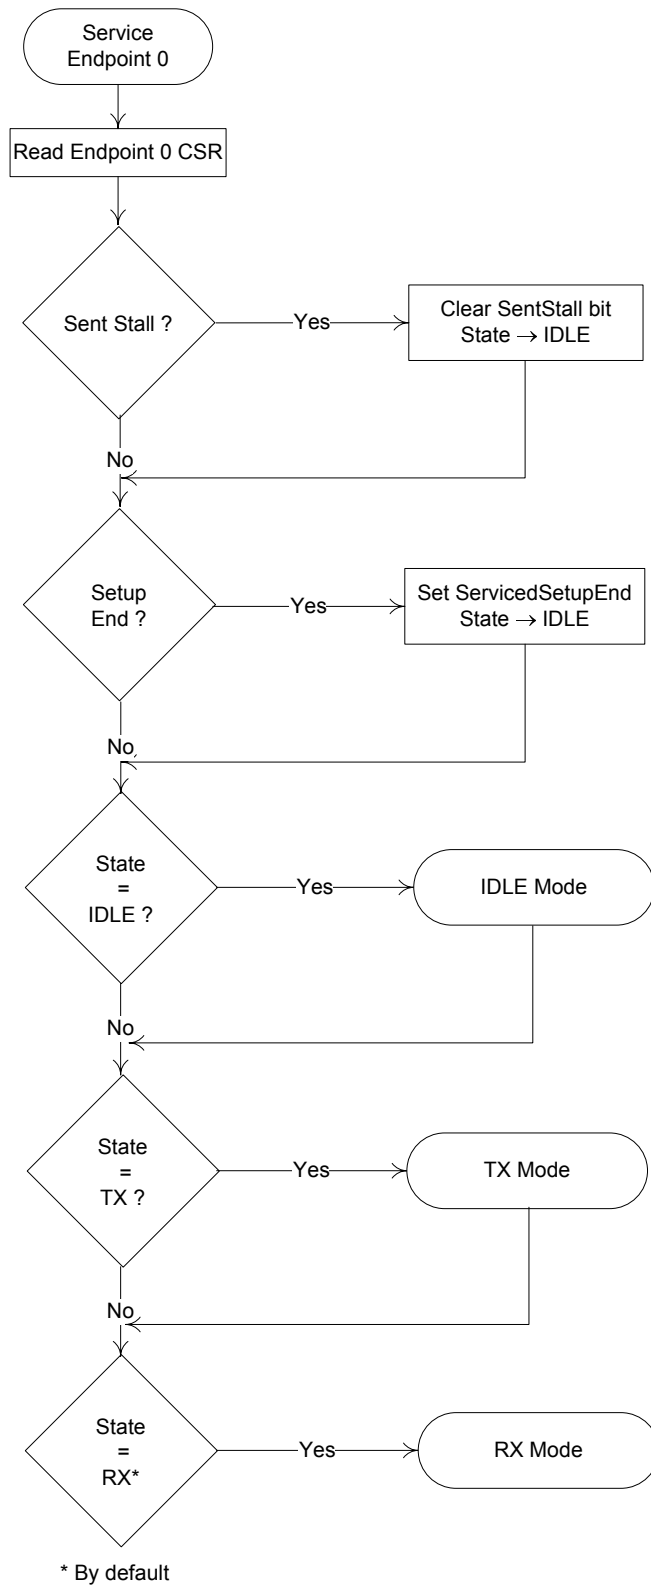 Service
Endpoint 0
Read Endpoint 0 CSR
Sent Stall ?
Yes
Clear SentStall bit
State → IDLE
No
Setup
End ?
Yes
Set ServicedSetupEnd
State → IDLE
No
State
=
IDLE ?
Yes
IDLE Mode
No
State
=
TX ?
Yes
TX Mode
No
State
=
RX*
Yes
RX Mode
* By default